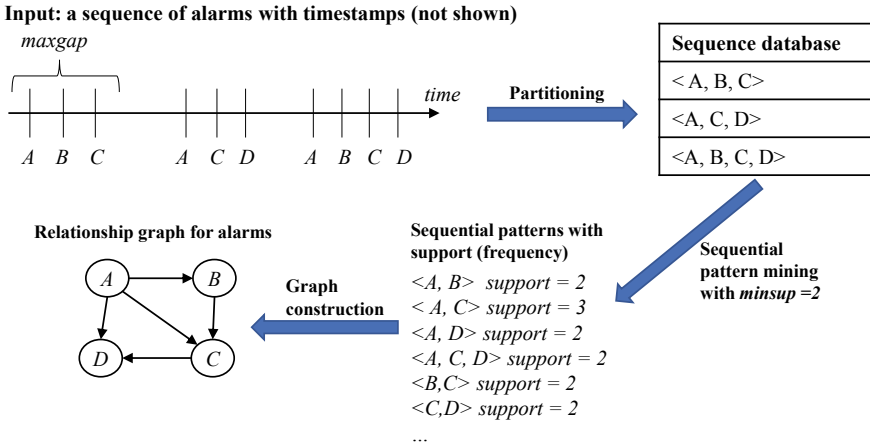 Input: a sequence of alarms with timestamps (not shown)
maxgap
time
A B C A C D A B C D
Partitioning
Sequence database
< A, B, C>
<A, C, D>
<A, B, C, D>
Sequential
pattern mining
with minsup =2
Sequential patterns with
support (frequency)
<A, B> support = 2
< A, C> support = 3
<A, D> support = 2
<A, C, D> support = 2
<B,C> support = 2
<C,D> support = 2
...
Graph
construction
Relationship graph for alarms
A B
D C